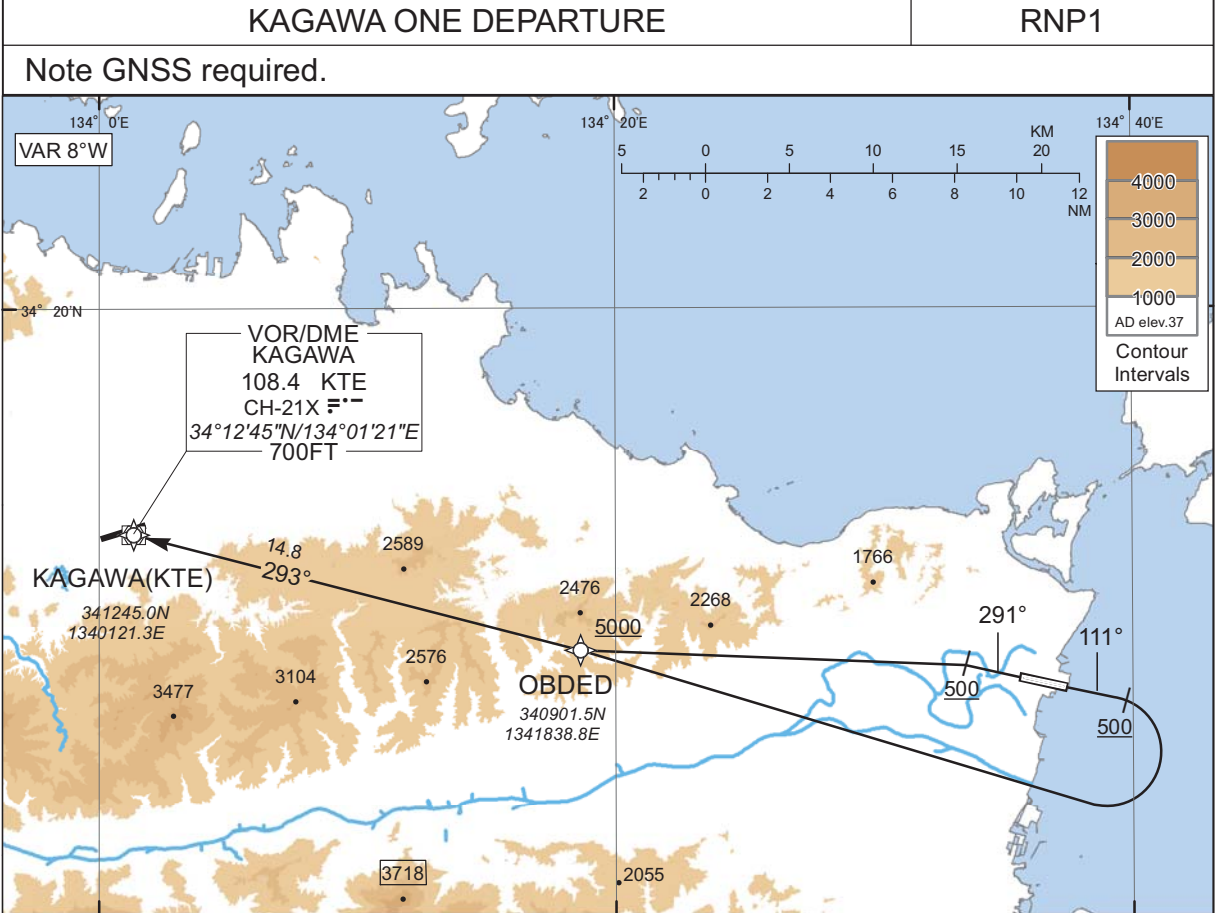 KAGAWA ONE DEPARTURE
RNP1
Note GNSS required.
134° 0'E
134° 20'E
134° 40'E
VAR 8°W
KM
5 0 5 10 15 20
2 0 2 4 6 8 10 12
NM
4000
3000
2000
1000
AD elev.37
Contour
Intervals
34° 20'N
VOR/DME
KAGAWA
108.4 KTE
CH-21X
34°12'45"N/134°01'21"E
700FT
14.8
293°
2589
KAGAWA(KTE)
341245.0N
1340121.3E
2476
2268
1766
5000
291°
111°
2576
3104
3477
OBDED
340901.5N
1341838.8E
500
500
3718
2055